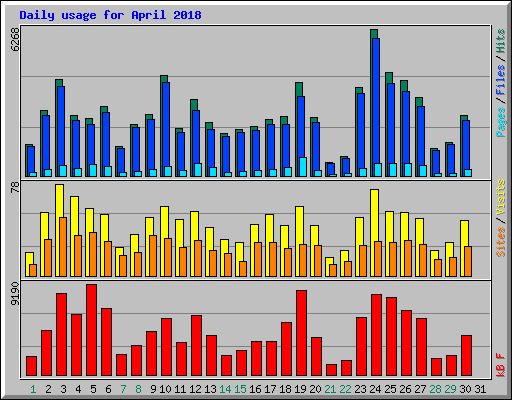 Daily usage for April 2018
6268
Pages / Files / Hits
78
Sites / Visits
9190
kB F
1 2 3 4 5 6 7 8 9 10 11 12 13 14 15 16 17 18 19 20 21 22 23 24 25 26 27 28 29 30 31